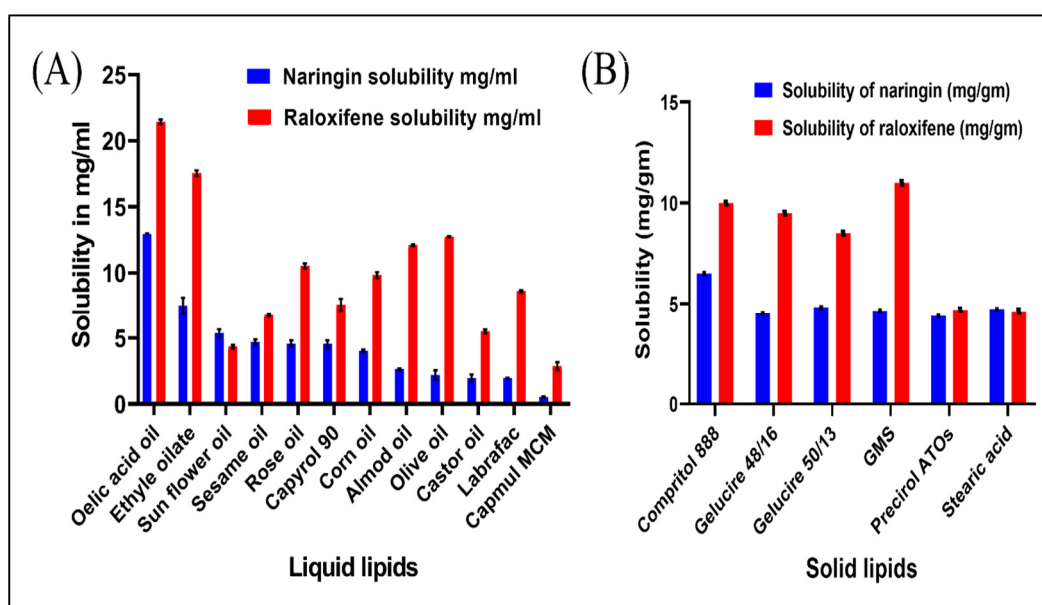 (A)
Naringin solubility mg/ml
Raloxifene solubility mg/ml
Solubility in mg/ml
25
20
15
10
5
0
Oelic acid oil
Ethyle oilate
Sun flower oil
Sesame oil
Rose oil
Capyrol 90
Corn oil
Almod oil
Olive oil
Castor oil
Labrafac
Capmul MCM
Liquid lipids
(B)
Solubility of naringin (mg/gm)
Solubility of raloxifene (mg/gm)
Solubility (mg/gm)
15
10
5
0
Compritol 888
Gelucire 48/16
Gelucire 50/13
GMS
Precirol ATOs
Stearic acid
Solid lipids